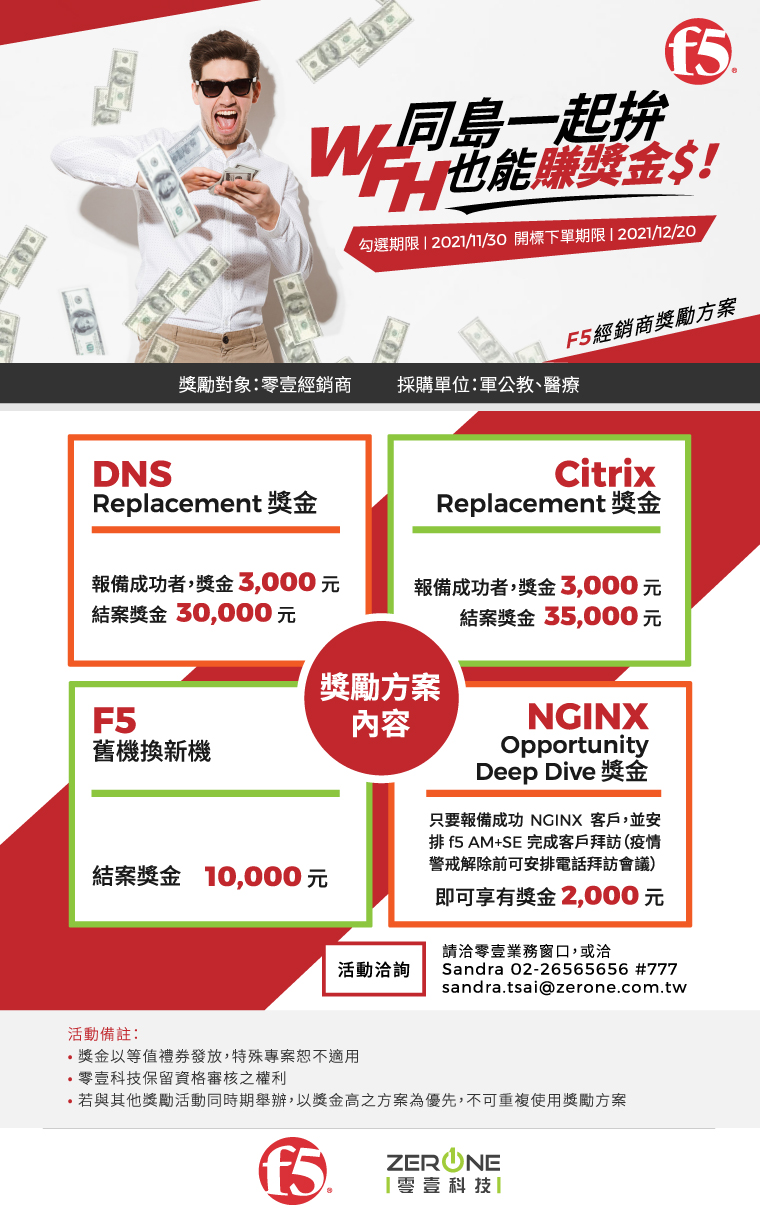 f5
WFH同島一起拚
也能賺獎金$!
勾選期限 | 2021/11/30 開標下單期限 | 2021/12/20
F5經銷商獎勵方案
獎勵對象：零壹經銷商 採購單位：軍公教、醫療
DNS
Replacement 獎金
報備成功者，獎金 3,000 元
結案獎金 30,000 元
Citrix
Replacement 獎金
報備成功者，獎金 3,000 元
結案獎金 35,000 元
獎勵方案
內容
F5
舊機換新機
結案獎金 10,000 元
NGINX
Opportunity
Deep Dive 獎金
只要報備成功 NGINX 客戶，並安
排 f5 AM+SE 完成客戶拜訪（疫情
警戒解除前可安排電話拜訪會議）
即可享有獎金 2,000 元
活動洽詢
請洽零壹業務窗口，或洽
Sandra 02-26565656 #777
sandra.tsai@zerone.com.tw
活動備註：
• 獎金以等值禮券發放，特殊專案恕不適用
• 零壹科技保留資格審核之權利
• 若與其他獎勵活動同時期舉辦，以獎金高之方案為優先，不可重複使用獎勵方案
f5
ZERONE
零壹科技